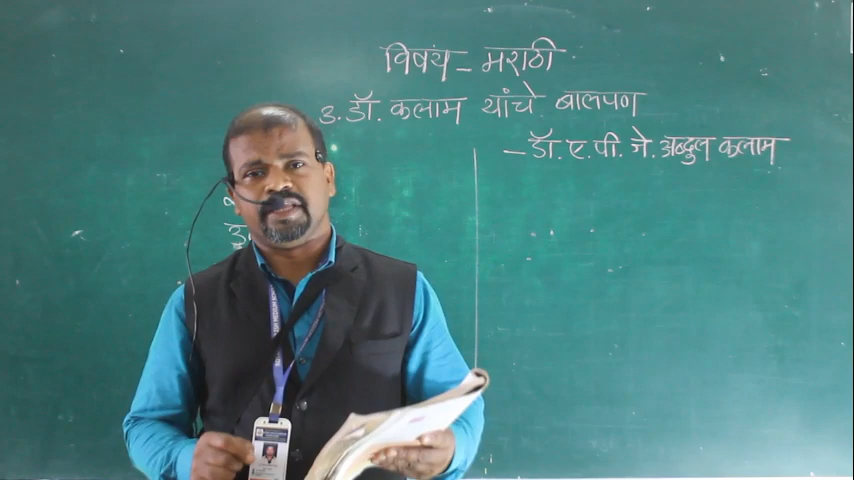 विषय - मराठी
३. डॉ. कलाम यांचे बालपण
- डॉ. ए. पी. जे. अब्दुल कलाम